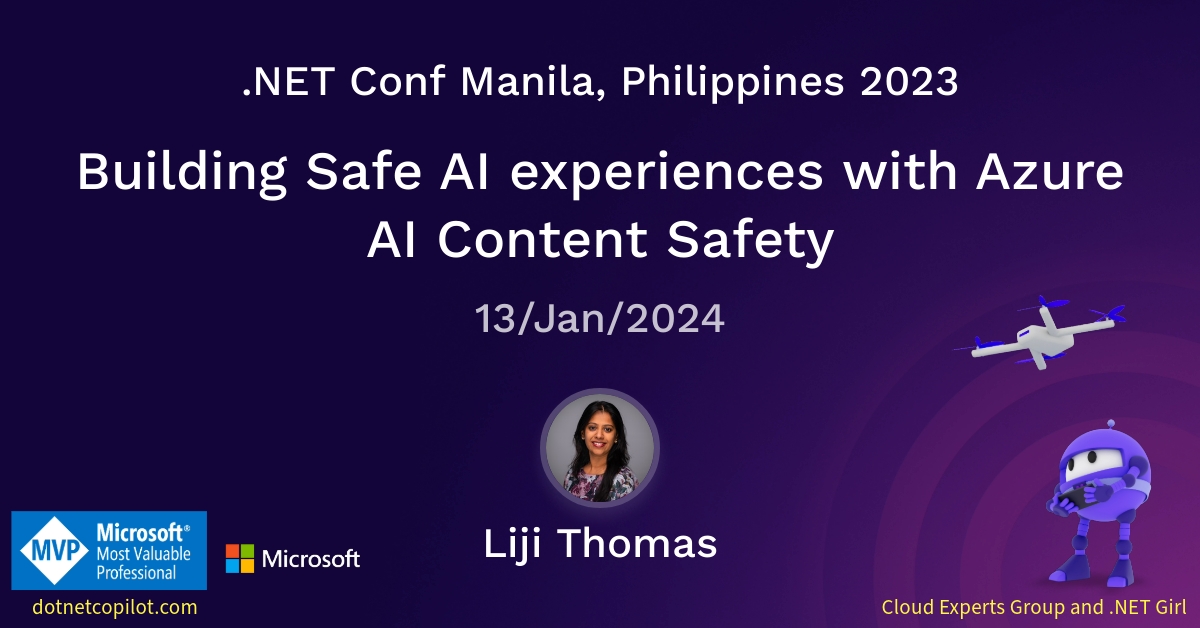 .NET Conf Manila, Philippines 2023
Building Safe AI experiences with Azure
AI Content Safety
13/Jan/2024
Liji Thomas
MVP
Microsoft®
Most Valuable
Professional
Microsoft
dotnetcopilot.com
Cloud Experts Group and .NET Girl